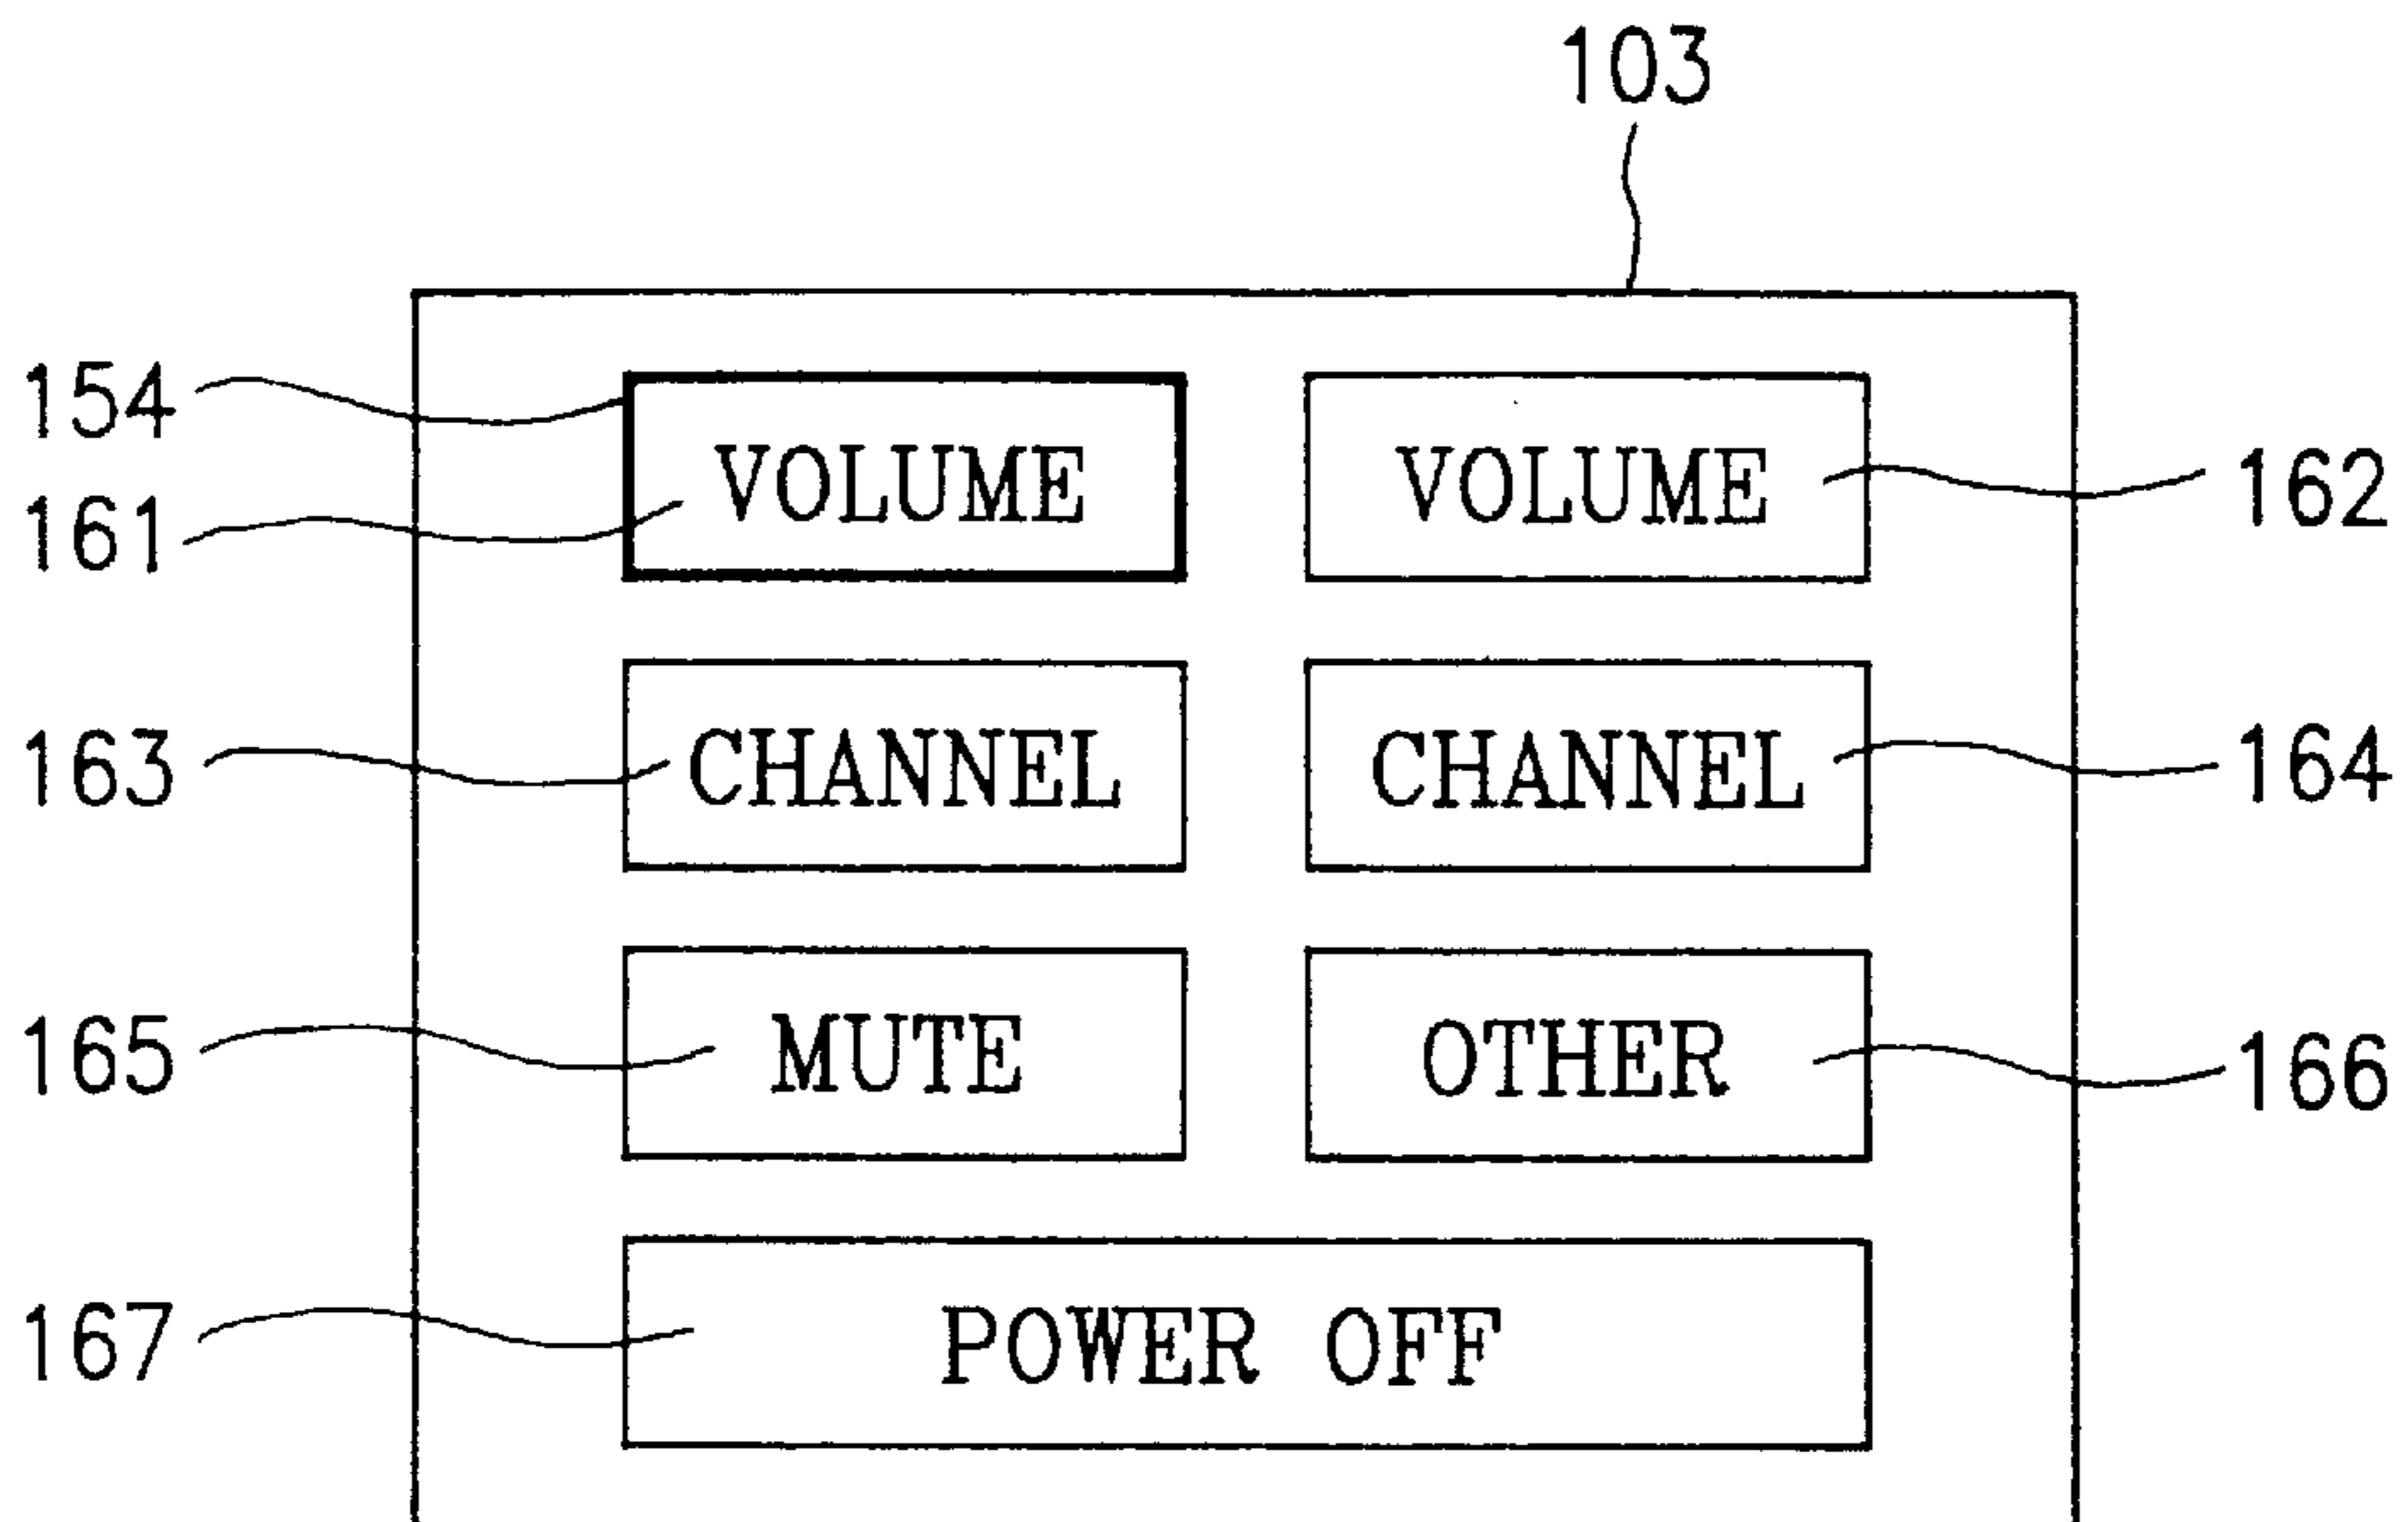 103
154
VOLUME VOLUME
161 162
163 CHANNEL CHANNEL 164
165 MUTE OTHER 166
167 POWER OFF